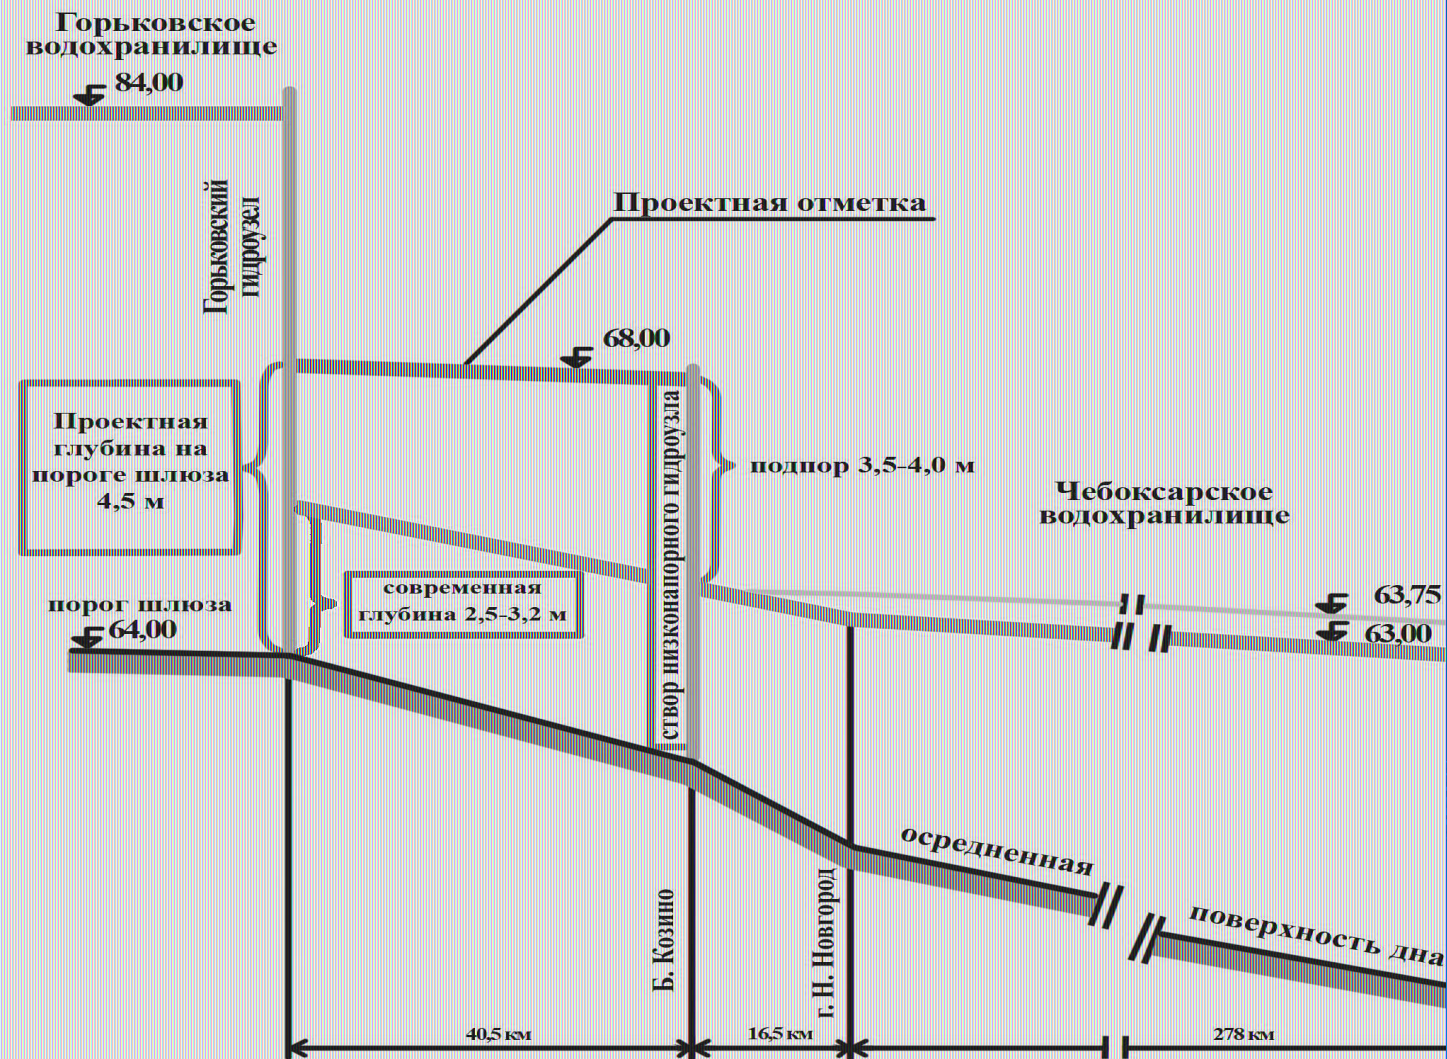 Горьковское
водохранилище
84,00
Горьковский
гидроузел
Проектная отметка
68,00
Проектная
глубина на
пороге шлюза
4,5 м
створ низконапорного гидроузла
подпор 3,5-4,0 м
Чебоксарское
водохранилище
современная
глубина 2,5-3,2 м
порог шлюза
64,00
63,75
63,00
осредненная
поверхность дна
Б. Козино
г. Н. Новгород
40,5 км
16,5 км
278 км